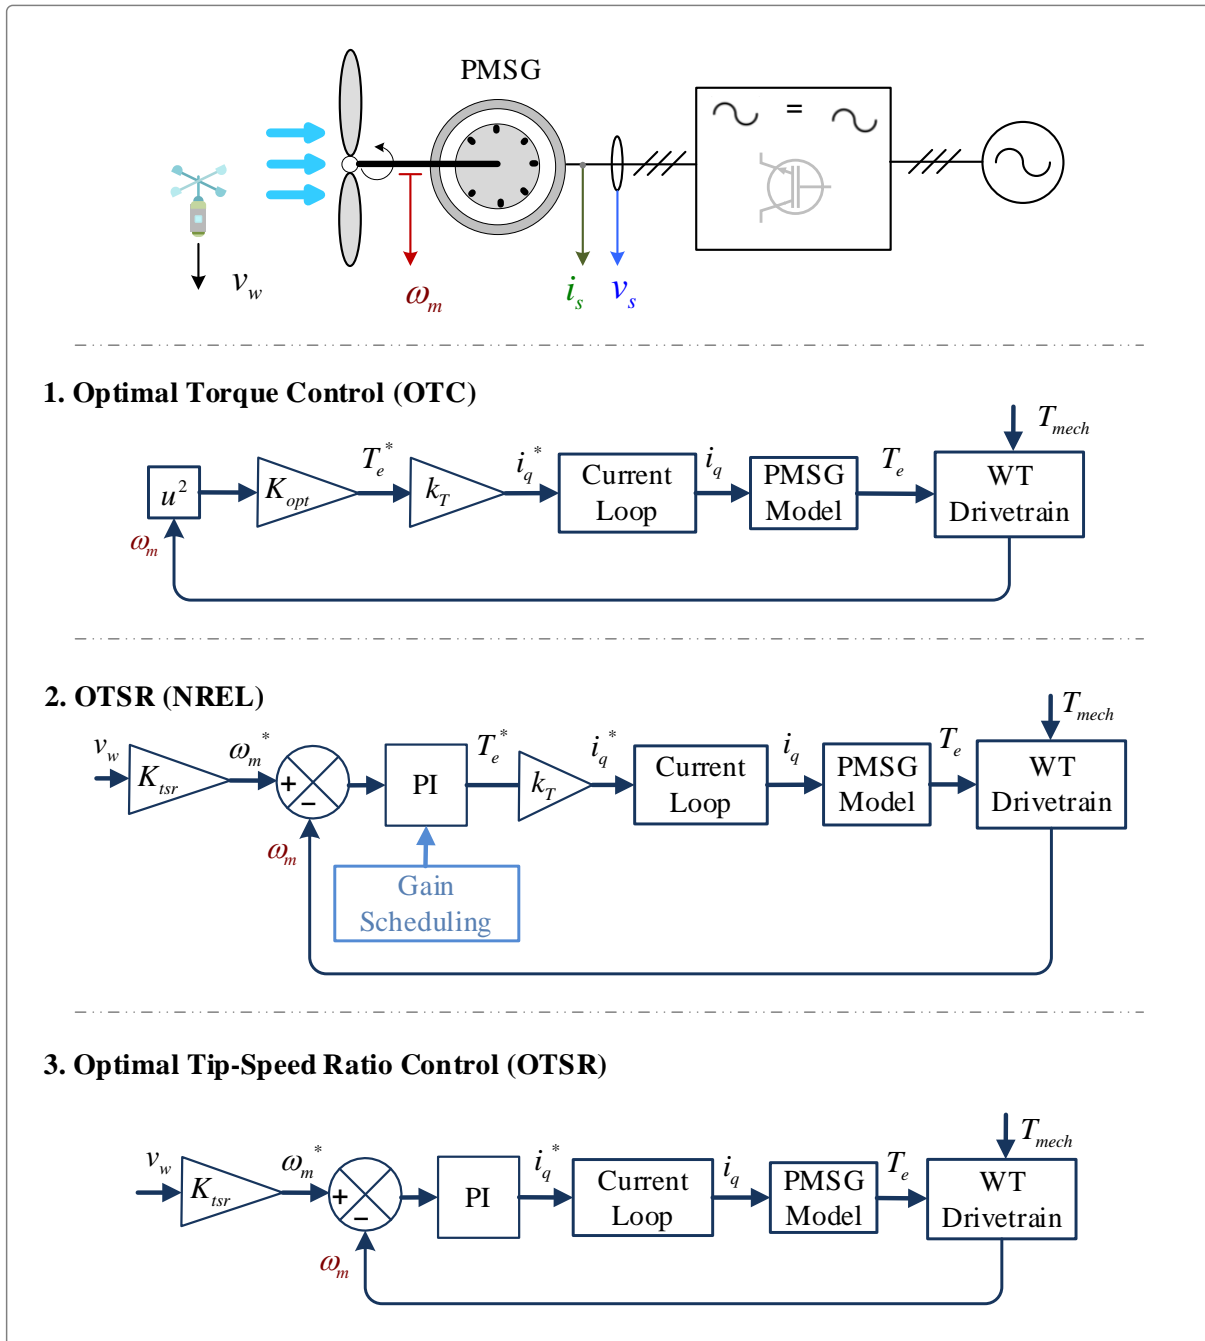 PMSG
=
v_w
ω_m
i_s
v_s
1. Optimal Torque Control (OTC)
T_mech
u^2
K_opt
T_e^*
k_T
i_q^*
Current
Loop
i_q
PMSG
Model
T_e
WT
Drivetrain
ω_m
2. OTSR (NREL)
T_mech
v_w
K_tsr
ω_m^*
+
−
PI
T_e^*
k_T
i_q^*
Current
Loop
i_q
PMSG
Model
T_e
WT
Drivetrain
ω_m
Gain
Scheduling
3. Optimal Tip-Speed Ratio Control (OTSR)
T_mech
v_w
K_tsr
ω_m^*
+
−
PI
i_q^*
Current
Loop
i_q
PMSG
Model
T_e
WT
Drivetrain
ω_m